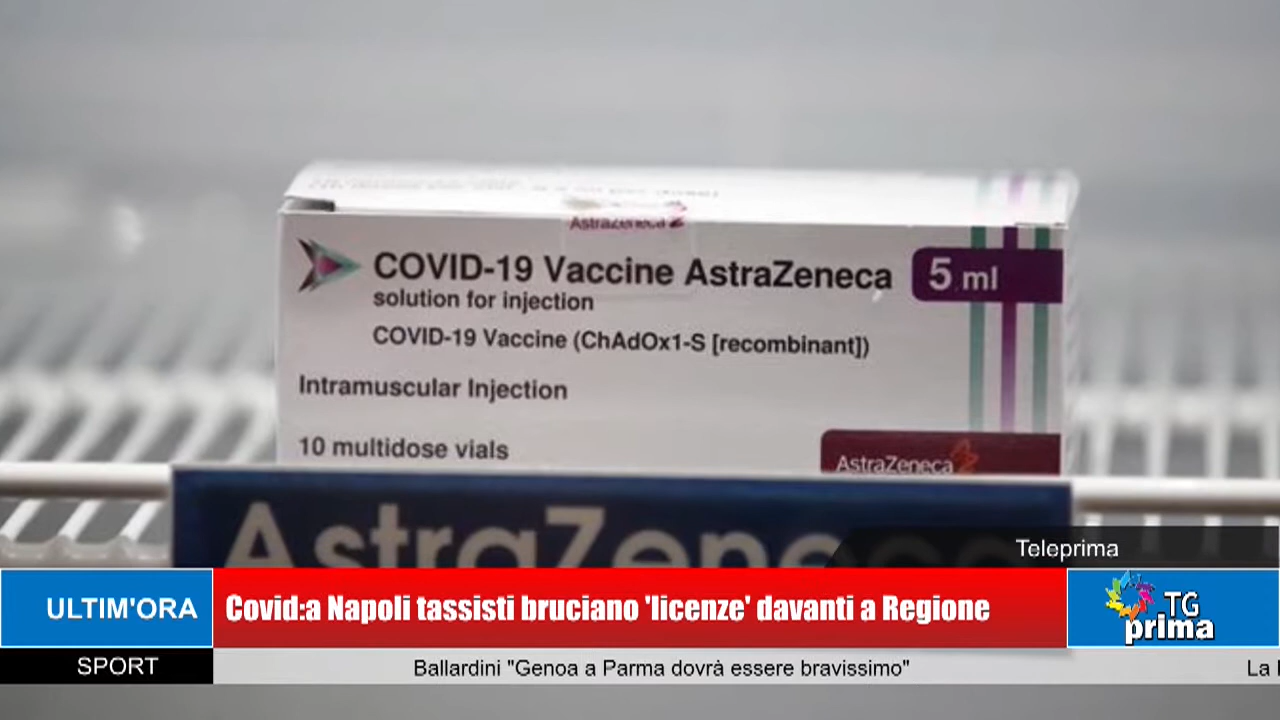 AstraZeneca
COVID-19 Vaccine AstraZeneca
5 ml
solution for injection
COVID-19 Vaccine (ChAdOx1-S [recombinant])
Intramuscular Injection
10 multidose vials
AstraZeneca
AstraZeneca
Teleprima
ULTIM'ORA
Covid:a Napoli tassisti bruciano 'licenze' davanti a Regione
TG
prima
SPORT
Ballardini "Genoa a Parma dovrà essere bravissimo"
La